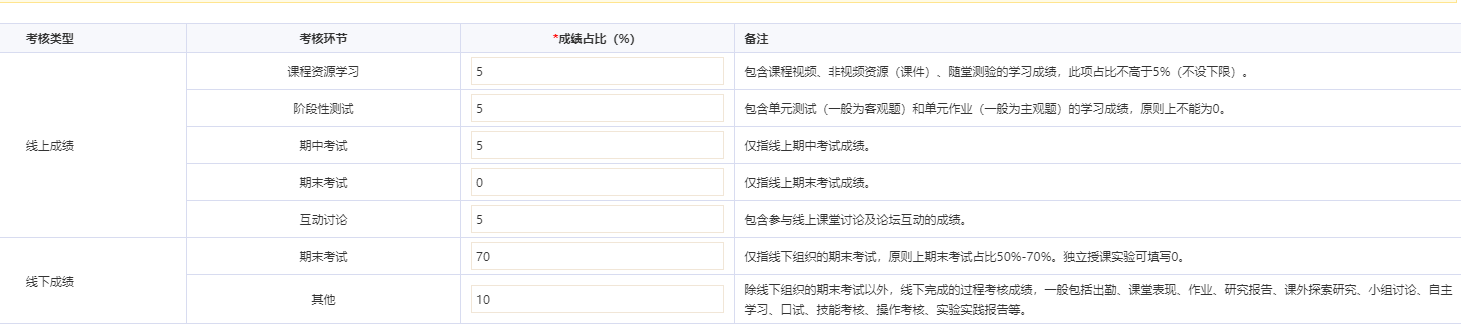 考核类型 考核环节 *成绩占比（%） 备注
课程资源学习 5 包含课程视频、非视频资源（课件）、随堂测验的学习成绩，此项占比不高于5%（不设下限）。
阶段性测试 5 包含单元测试（一般为客观题）和单元作业（一般为主观题）的学习成绩，原则上不能为0。
线上成绩 期中考试 5 仅指线上期中考试成绩。
期末考试 0 仅指线上期末考试成绩。
互动讨论 5 包含参与线上课堂讨论及论坛互动的成绩。
期末考试 70 仅指线下组织的期末考试，原则上期末考试占比50%-70%。独立授课实验可填写0。
线下成绩
其他 10 除线下组织的期末考试以外，线下完成的过程考核成绩，一般包括出勤、课堂表现、作业、研究报告、课外探索研究、小组讨论、自主
学习、口试、技能考核、操作考核、实验实践报告等。